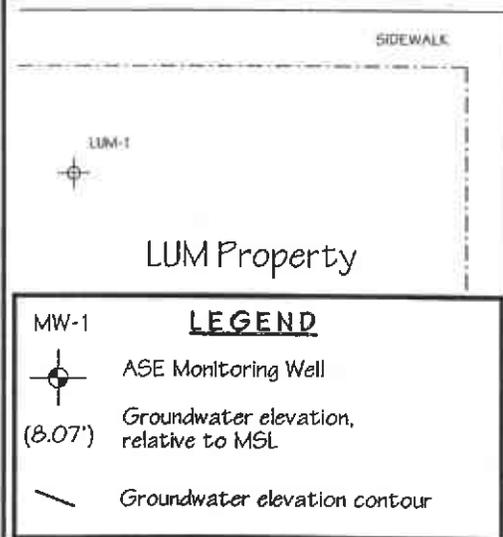 SIDEWALK
LUM-1
LUM Property
LEGEND
MW-1
ASE Monitoring Well
(8.07')
Groundwater elevation,
relative to MSL
Groundwater elevation contour